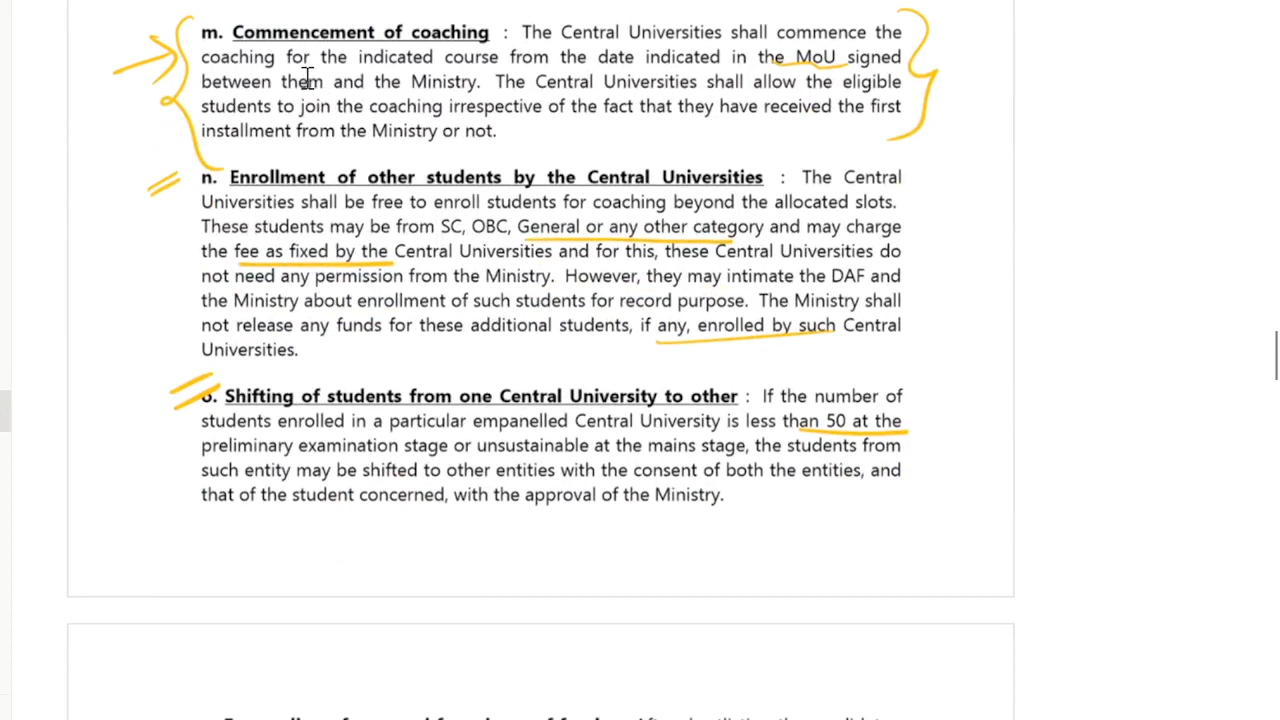 m. Commencement of coaching : The Central Universities shall commence the
coaching for the indicated course from the date indicated in the MoU signed
between them and the Ministry. The Central Universities shall allow the eligible
students to join the coaching irrespective of the fact that they have received the first
installment from the Ministry or not.
n. Enrollment of other students by the Central Universities : The Central
Universities shall be free to enroll students for coaching beyond the allocated slots.
These students may be from SC, OBC, General or any other category and may charge
the fee as fixed by the Central Universities and for this, these Central Universities do
not need any permission from the Ministry. However, they may intimate the DAF and
the Ministry about enrollment of such students for record purpose. The Ministry shall
not release any funds for these additional students, if any, enrolled by such Central
Universities.
o. Shifting of students from one Central University to other : If the number of
students enrolled in a particular empanelled Central University is less than 50 at the
preliminary examination stage or unsustainable at the mains stage, the students from
such entity may be shifted to other entities with the consent of both the entities, and
that of the student concerned, with the approval of the Ministry.